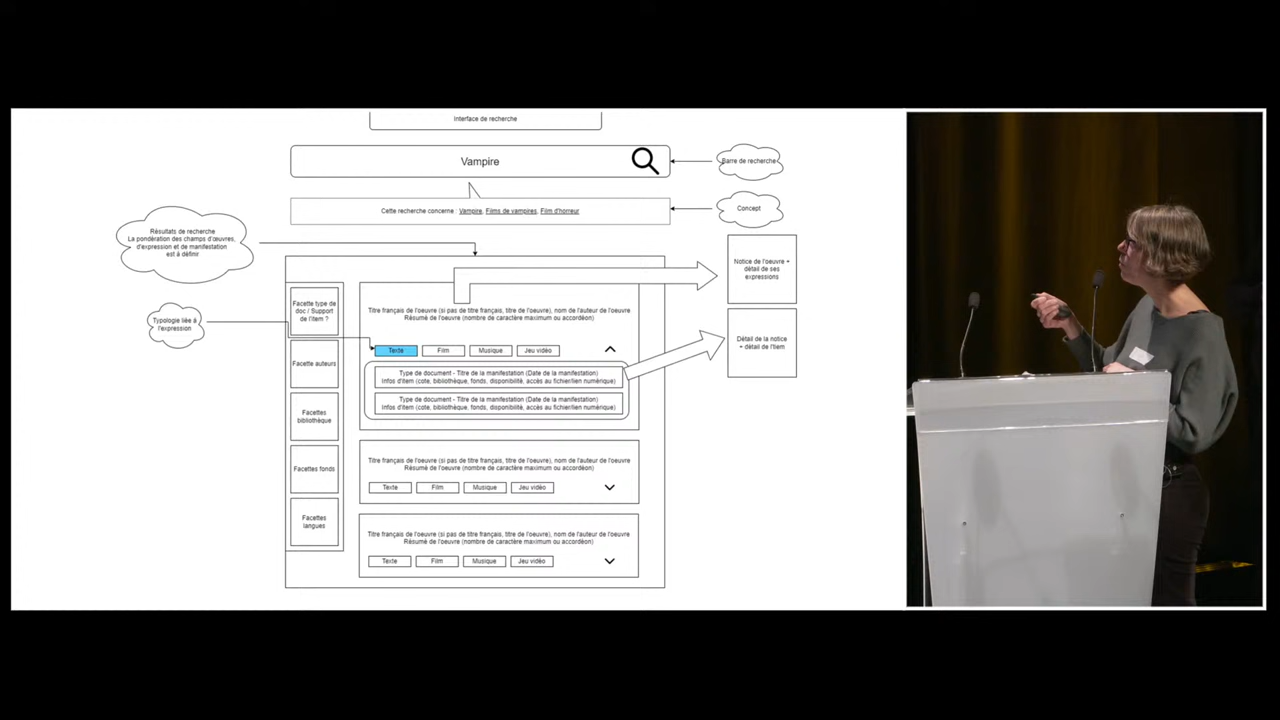 Interface de recherche
Vampire
Barre de recherche
Cette recherche concerne : Vampire, Films de vampires, Film d'horreur
Concept
Résultats de recherche
La pondération des champs d'œuvres,
d'expression et de manifestation
est à définir
Typologie liée à
l'expression
Facette type de
doc / Support
de l'item ?
Facette auteurs
Facettes
bibliothèque
Facettes fonds
Facettes
langues
Titre français de l'oeuvre (si pas de titre français, titre de l'oeuvre), nom de l'auteur de l'oeuvre
Résumé de l'oeuvre (nombre de caractère maximum ou accordéon)
Texte
Film
Musique
Jeu vidéo
Type de document - Titre de la manifestation (Date de la manifestation)
Infos d'item (cote, bibliothèque, fonds, disponibilité, accès au fichier/lien numérique)
Type de document - Titre de la manifestation (Date de la manifestation)
Infos d'item (cote, bibliothèque, fonds, disponibilité, accès au fichier/lien numérique)
Titre français de l'oeuvre (si pas de titre français, titre de l'oeuvre), nom de l'auteur de l'oeuvre
Résumé de l'oeuvre (nombre de caractère maximum ou accordéon)
Texte
Film
Musique
Jeu vidéo
Titre français de l'oeuvre (si pas de titre français, titre de l'oeuvre), nom de l'auteur de l'oeuvre
Résumé de l'oeuvre (nombre de caractère maximum ou accordéon)
Texte
Film
Musique
Jeu vidéo
Notice de l'oeuvre +
détail de ses
expressions
Détail de la notice
+ détail de l'item